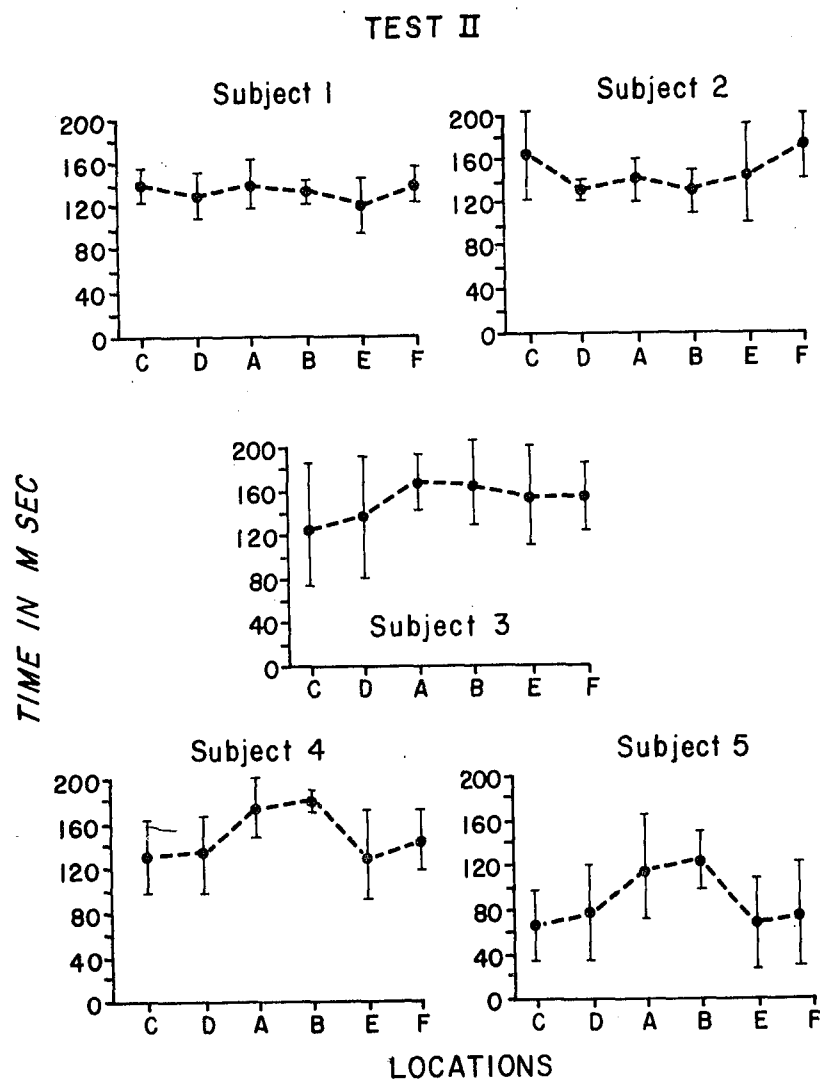 TEST II
Subject 1
200
160
120
80
40
0
C D A B E F
Subject 2
200
160
120
80
40
0
C D A B E F
TIME IN M SEC
200
160
120
80
40
0
Subject 3
C D A B E F
Subject 4
200
160
120
80
40
0
C D A B E F
Subject 5
200
160
120
80
40
0
C D A B E F
LOCATIONS